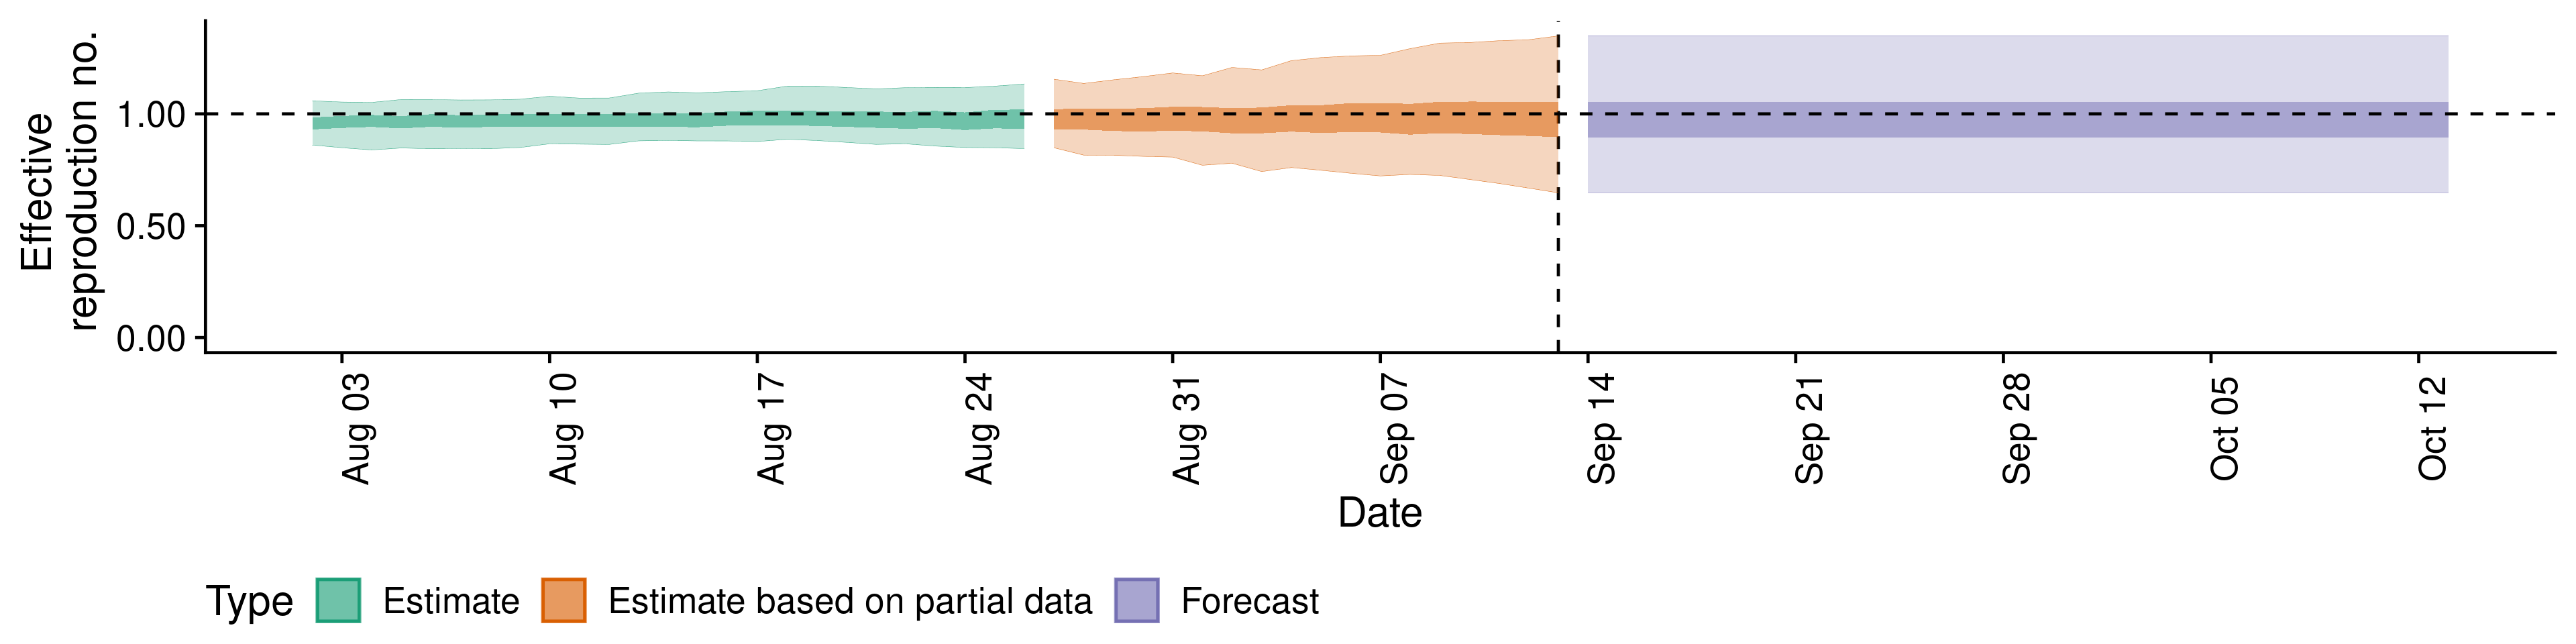 Effective
reproduction no.
1.00
0.50
0.00
Aug 03
Aug 10
Aug 17
Aug 24
Aug 31
Sep 07
Sep 14
Sep 21
Sep 28
Oct 05
Oct 12
Date
Type Estimate Estimate based on partial data Forecast